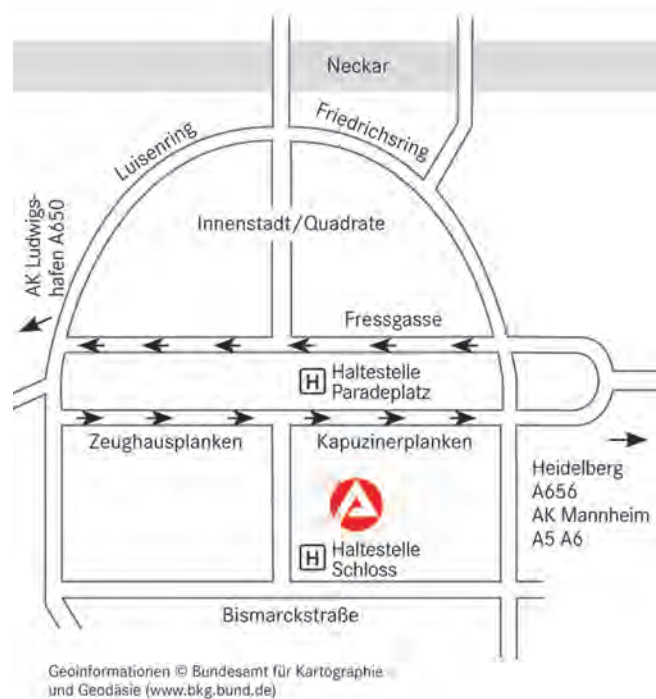 Neckar
Luisenring
Friedrichsring
AK Ludwigs-
hafen A650
Innenstadt/Quadrate
Fressgasse
H Haltestelle
Paradeplatz
Zeughausplanken
Kapuzinerplanken
Heidelberg
A656
AK Mannheim
A5 A6
H Haltestelle
Schloss
Bismarckstraße
Geoinformationen © Bundesamt für Kartographie
und Geodäsie (www.bkg.bund.de)